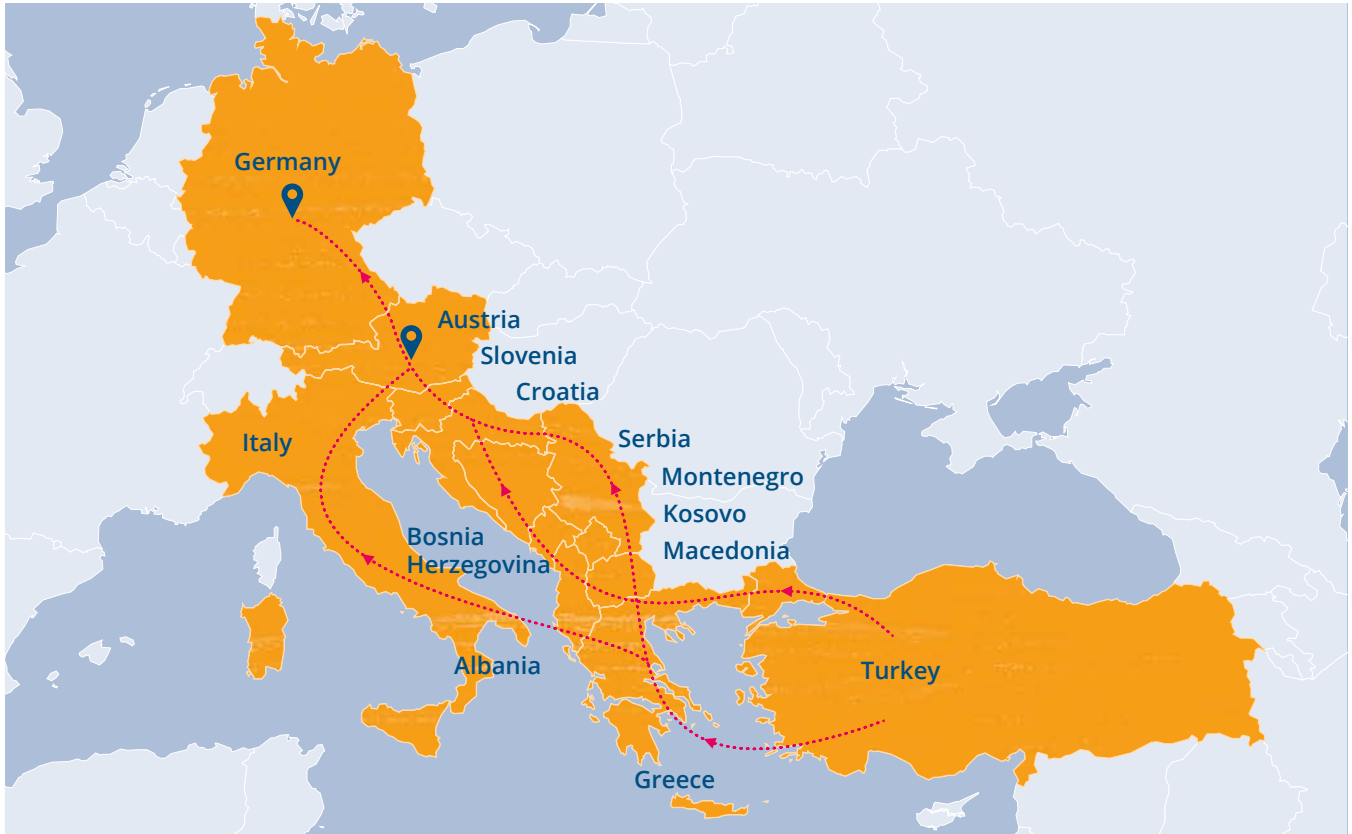 Germany
Austria
Slovenia
Croatia
Italy
Serbia
Montenegro
Kosovo
Bosnia
Herzegovina
Macedonia
Albania
Turkey
Greece